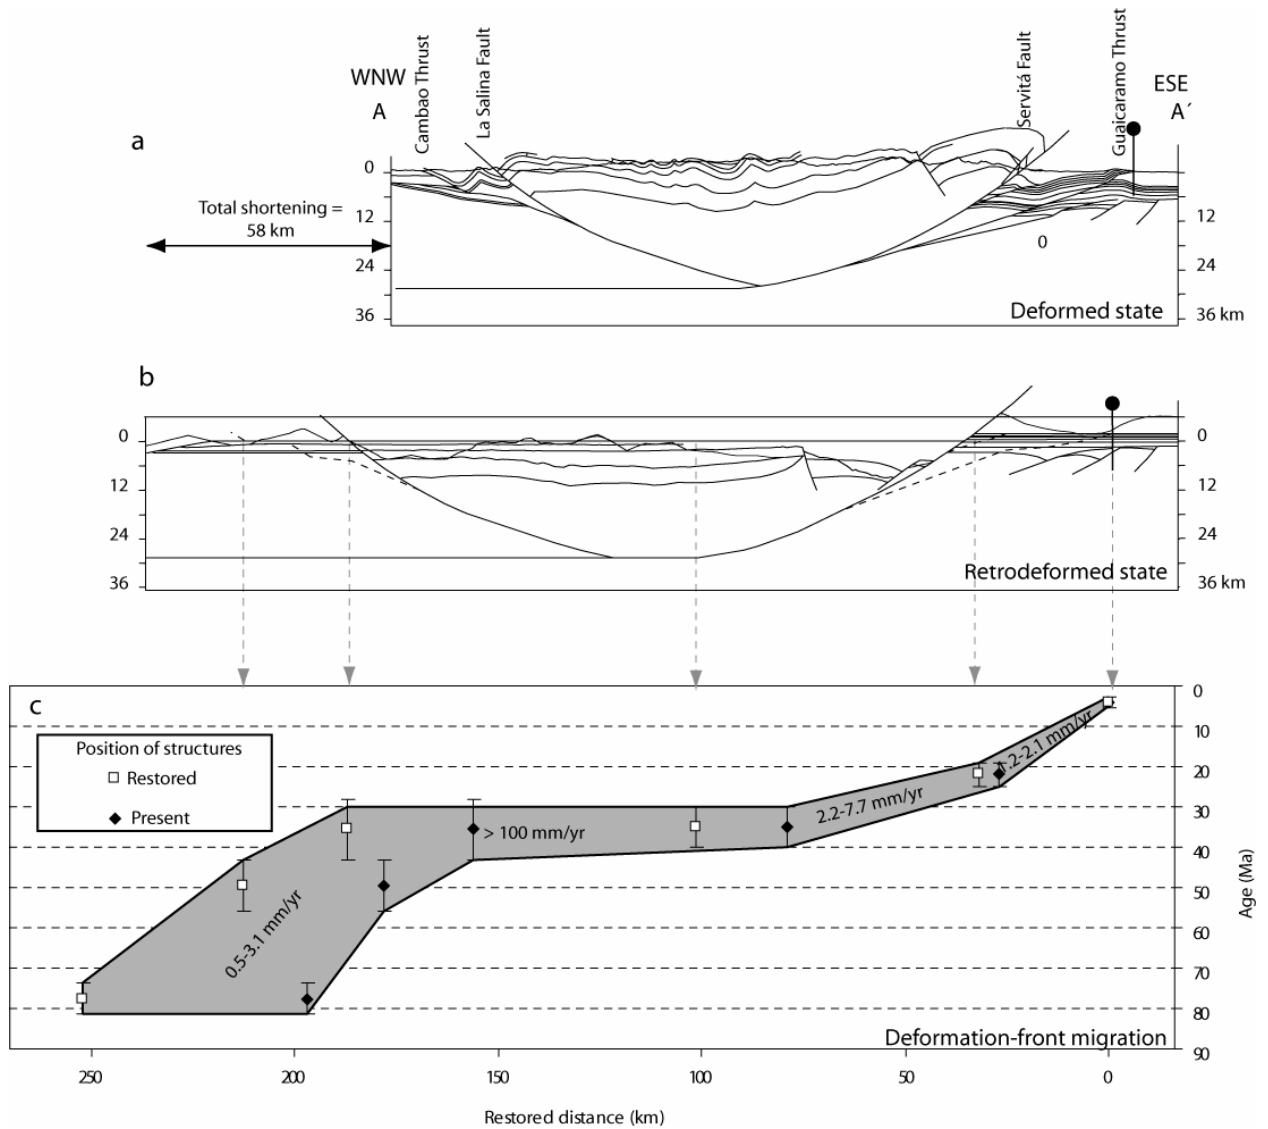 a
WNW
A
Cambao Thrust
La Salina Fault
Servitá Fault
Guaicaramo Thrust
ESE
A´
Total shortening =
58 km
0
12
24
36
0
12
24
36 km
Deformed state
b
0
12
24
36
0
12
24
36 km
Retrodeformed state
c
Position of structures
Restored
Present
0.5-3.1 mm/yr
> 100 mm/yr
2.2-7.7 mm/yr
.2-2.1 mm/yr
0
10
20
30
40
50
60
70
80
90
Age (Ma)
Deformation-front migration
250
200
150
100
50
0
Restored distance (km)